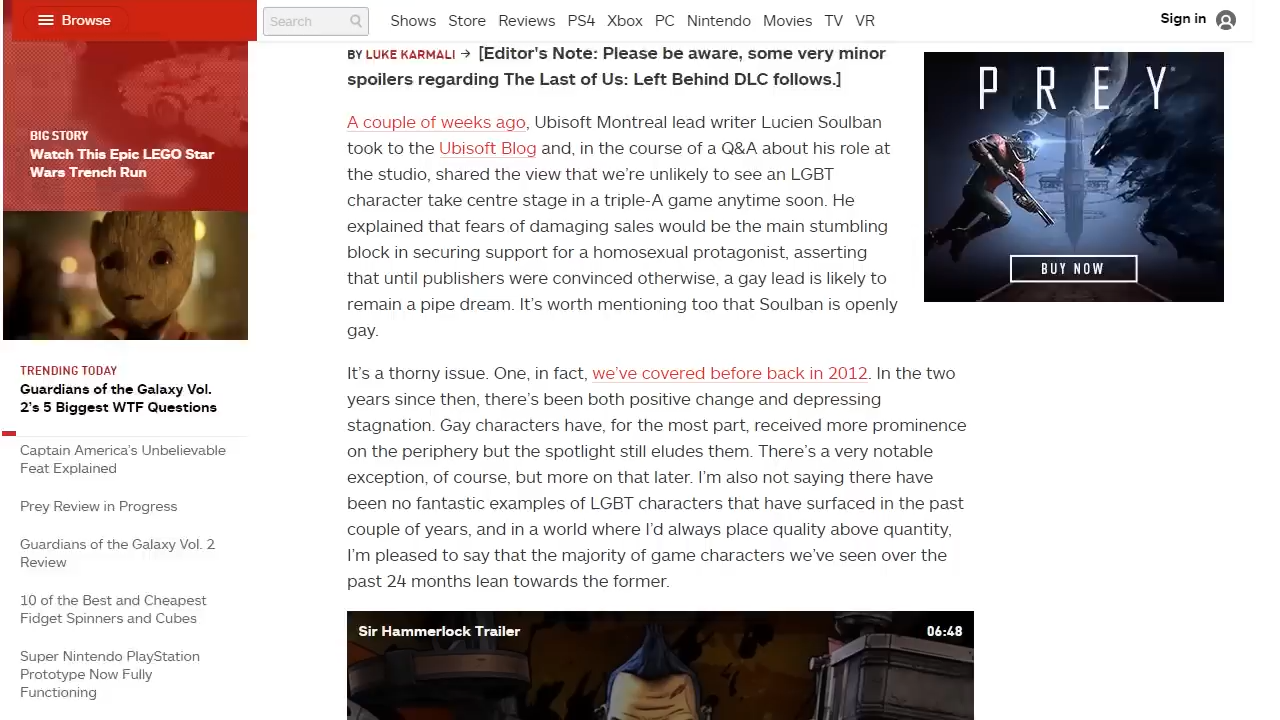 Browse
Search
Shows Store Reviews PS4 Xbox PC Nintendo Movies TV VR
Sign in
BIG STORY
Watch This Epic LEGO Star
Wars Trench Run
TRENDING TODAY
Guardians of the Galaxy Vol.
2’s 5 Biggest WTF Questions
Captain America’s Unbelievable
Feat Explained
Prey Review in Progress
Guardians of the Galaxy Vol. 2
Review
10 of the Best and Cheapest
Fidget Spinners and Cubes
Super Nintendo PlayStation
Prototype Now Fully
Functioning
BY LUKE KARMALI → [Editor's Note: Please be aware, some very minor
spoilers regarding The Last of Us: Left Behind DLC follows.]
A couple of weeks ago, Ubisoft Montreal lead writer Lucien Soulban
took to the Ubisoft Blog and, in the course of a Q&A about his role at
the studio, shared the view that we’re unlikely to see an LGBT
character take centre stage in a triple-A game anytime soon. He
explained that fears of damaging sales would be the main stumbling
block in securing support for a homosexual protagonist, asserting
that until publishers were convinced otherwise, a gay lead is likely to
remain a pipe dream. It’s worth mentioning too that Soulban is openly
gay.
It’s a thorny issue. One, in fact, we’ve covered before back in 2012. In the two
years since then, there’s been both positive change and depressing
stagnation. Gay characters have, for the most part, received more prominence
on the periphery but the spotlight still eludes them. There’s a very notable
exception, of course, but more on that later. I’m also not saying there have
been no fantastic examples of LGBT characters that have surfaced in the past
couple of years, and in a world where I’d always place quality above quantity,
I’m pleased to say that the majority of game characters we’ve seen over the
past 24 months lean towards the former.
Sir Hammerlock Trailer
06:48
PREY
BUY NOW